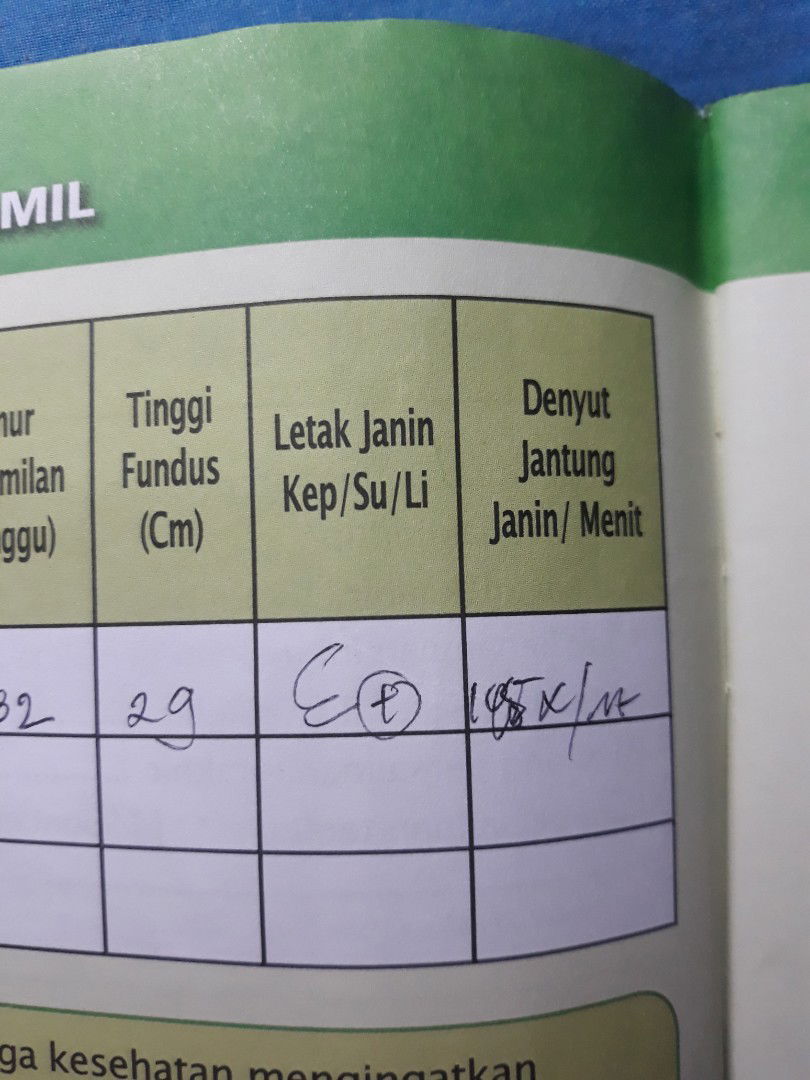 MIL
nur
milan
ggu)
Tinggi
Fundus
(Cm)
Letak Janin
Kep/Su/Li
Denyut
Jantung
Janin/ Menit
32
29
x/
ga kesehatan mengingatkan